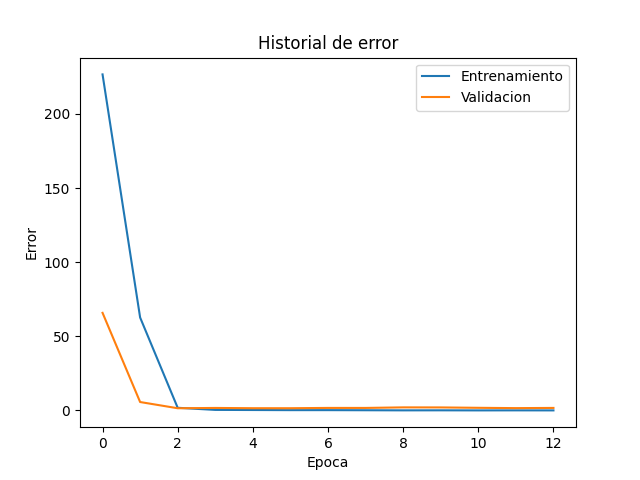 Historial de error
Entrenamiento
Validacion
200
150
100
50
0
Error
0 2 4 6 8 10 12
Epoca